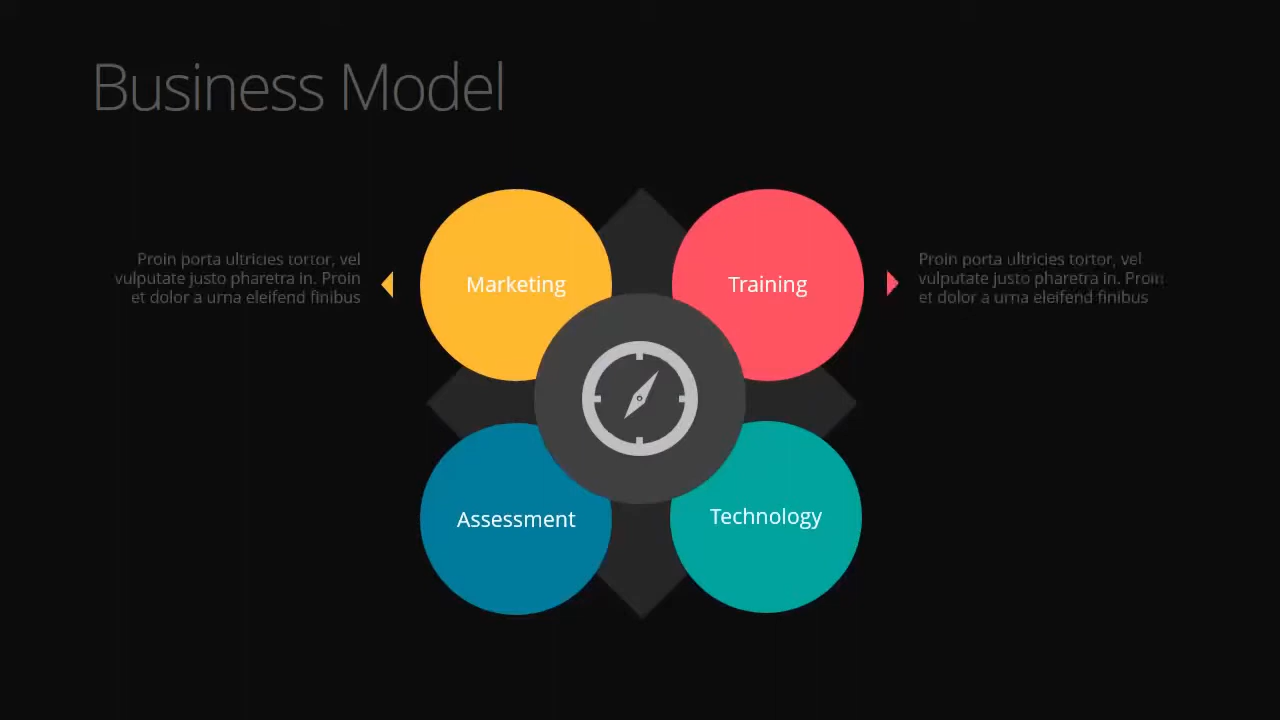 Business Model
Proin porta ultricies tortor, vel
vulputate justo pharetra in. Proin
et dolor a urna eleifend finibus
Marketing
Training
Proin porta ultricies tortor, vel
vulputate justo pharetra in. Proin
et dolor a urna eleifend finibus
Assessment
Technology